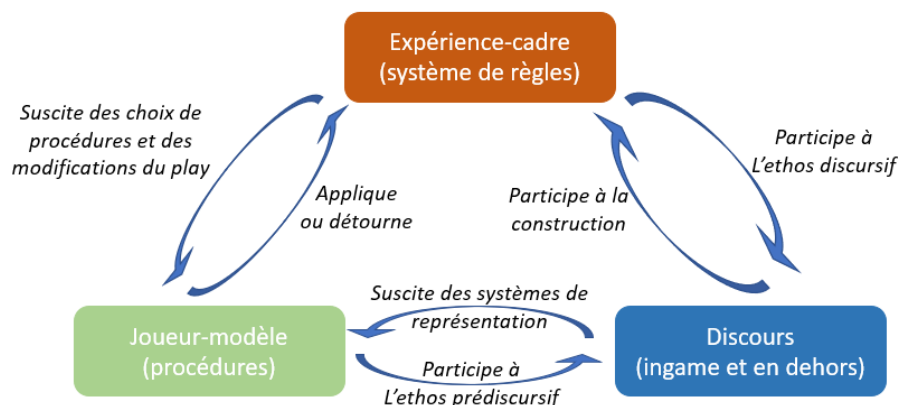 Expérience-cadre
(système de règles)
Suscite des choix de
procédures et des
modifications du play
Applique
ou détourne
Participe à la
construction
Participe à
L'ethos discursif
Joueur-modèle
(procédures)
Suscite des systèmes de
représentation
Participe à
L'ethos prédiscursif
Discours
(ingame et en dehors)